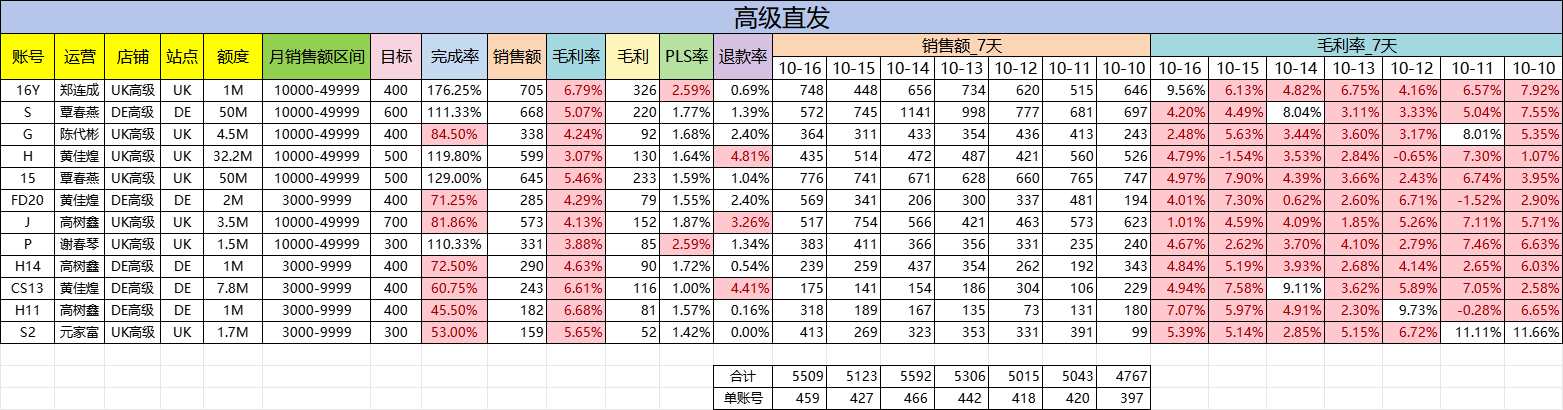 高级直发
账号 运营 店铺 站点 额度 月销售额区间 目标 完成率 销售额 毛利率 毛利 PLS率 退款率 销售额_7天 毛利率_7天
10-16 10-15 10-14 10-13 10-12 10-11 10-10 10-16 10-15 10-14 10-13 10-12 10-11 10-10
16Y 郑连成 UK高级 UK 1M 10000-49999 400 176.25% 705 6.79% 326 2.59% 0.69% 748 448 656 734 620 515 646 9.56% 6.13% 4.82% 6.75% 4.16% 6.57% 7.92%
S 覃春燕 DE高级 DE 50M 10000-49999 600 111.33% 668 5.07% 220 1.77% 1.39% 572 745 1141 998 777 681 697 4.20% 4.49% 8.04% 3.11% 3.33% 5.04% 7.55%
G 陈代彬 UK高级 UK 4.5M 10000-49999 400 84.50% 338 4.24% 92 1.68% 2.40% 364 311 433 354 436 413 243 2.48% 5.63% 3.44% 3.60% 3.17% 8.01% 5.35%
H 黄佳煌 UK高级 UK 32.2M 10000-49999 500 119.80% 599 3.07% 130 1.64% 4.81% 435 514 472 487 421 560 526 4.79% -1.54% 3.53% 2.84% -0.65% 7.30% 1.07%
15 覃春燕 UK高级 UK 50M 10000-49999 500 129.00% 645 5.46% 233 1.59% 1.04% 776 741 671 628 660 765 747 4.97% 7.90% 4.39% 3.66% 2.43% 6.74% 3.95%
FD20 黄佳煌 DE高级 DE 2M 3000-9999 400 71.25% 285 4.29% 79 1.55% 2.40% 569 341 206 300 337 481 194 4.01% 7.30% 0.62% 2.60% 6.71% -1.52% 2.90%
J 高树鑫 UK高级 UK 3.5M 10000-49999 700 81.86% 573 4.13% 152 1.87% 3.26% 517 754 566 421 463 573 623 1.01% 4.59% 4.09% 1.85% 5.26% 7.11% 5.71%
P 谢春琴 UK高级 UK 1.5M 10000-49999 300 110.33% 331 3.88% 85 2.59% 1.34% 383 411 366 356 331 235 240 4.67% 2.62% 3.70% 4.10% 2.79% 7.46% 6.63%
H14 高树鑫 DE高级 DE 1M 3000-9999 400 72.50% 290 4.63% 90 1.72% 0.54% 239 259 437 354 262 192 343 4.84% 5.19% 3.93% 2.68% 4.14% 2.65% 6.03%
CS13 黄佳煌 DE高级 DE 7.8M 3000-9999 400 60.75% 243 6.61% 116 1.00% 4.41% 175 141 154 186 304 106 229 4.94% 7.58% 9.11% 3.62% 5.89% 7.05% 2.58%
H11 高树鑫 DE高级 DE 1M 3000-9999 400 45.50% 182 6.68% 81 1.57% 0.16% 318 189 167 135 73 131 180 7.07% 5.97% 4.91% 2.30% 9.73% -0.28% 6.65%
S2 元家富 UK高级 UK 1.7M 3000-9999 300 53.00% 159 5.65% 52 1.42% 0.00% 413 269 323 353 331 391 99 5.39% 5.14% 2.85% 5.15% 6.72% 11.11% 11.66%
合计 5509 5123 5592 5306 5015 5043 4767
单账号 459 427 466 442 418 420 397